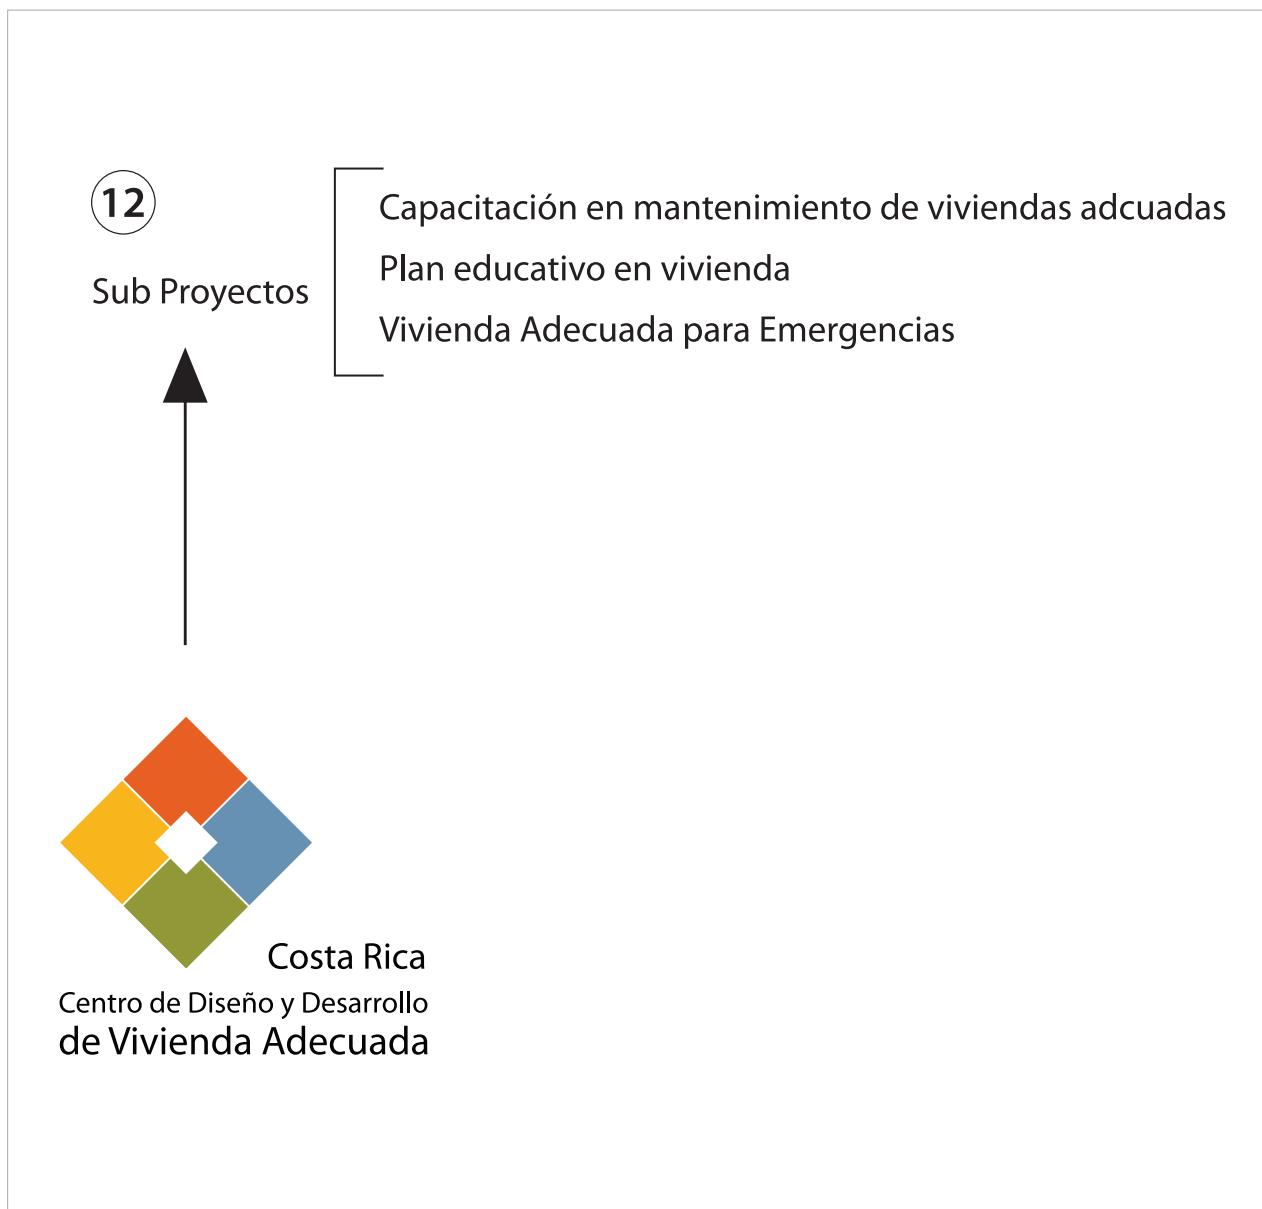 12
Sub Proyectos
Capacitación en mantenimiento de viviendas adcuadas
Plan educativo en vivienda
Vivienda Adecuada para Emergencias
Costa Rica
Centro de Diseño y Desarrollo
de Vivienda Adecuada